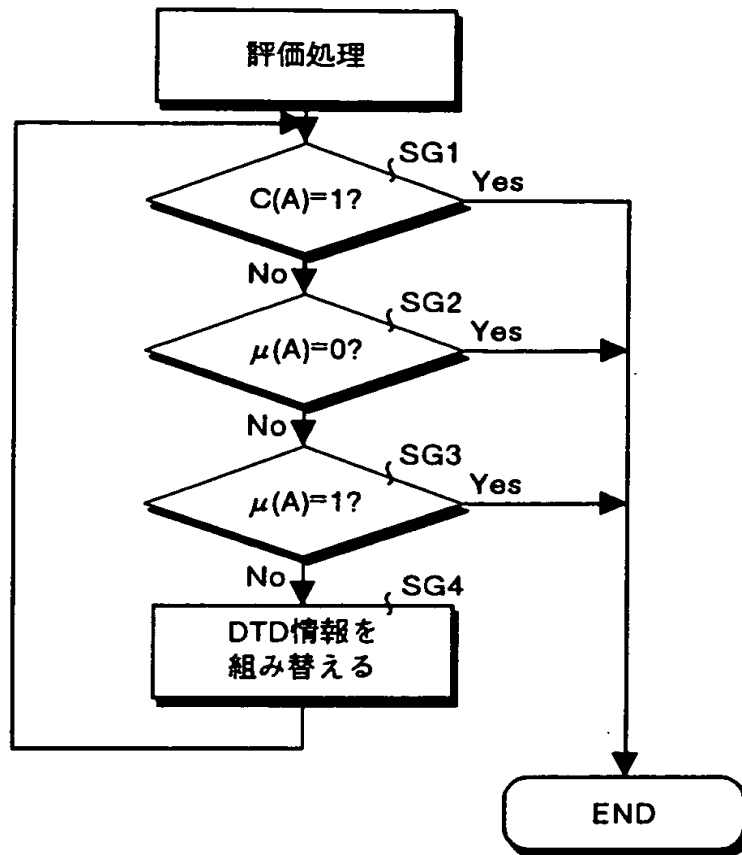 評価処理
SG1
C(A)=1?
Yes
No
SG2
μ(A)=0?
Yes
No
SG3
μ(A)=1?
Yes
No
SG4
DTD情報を
組み替える
END